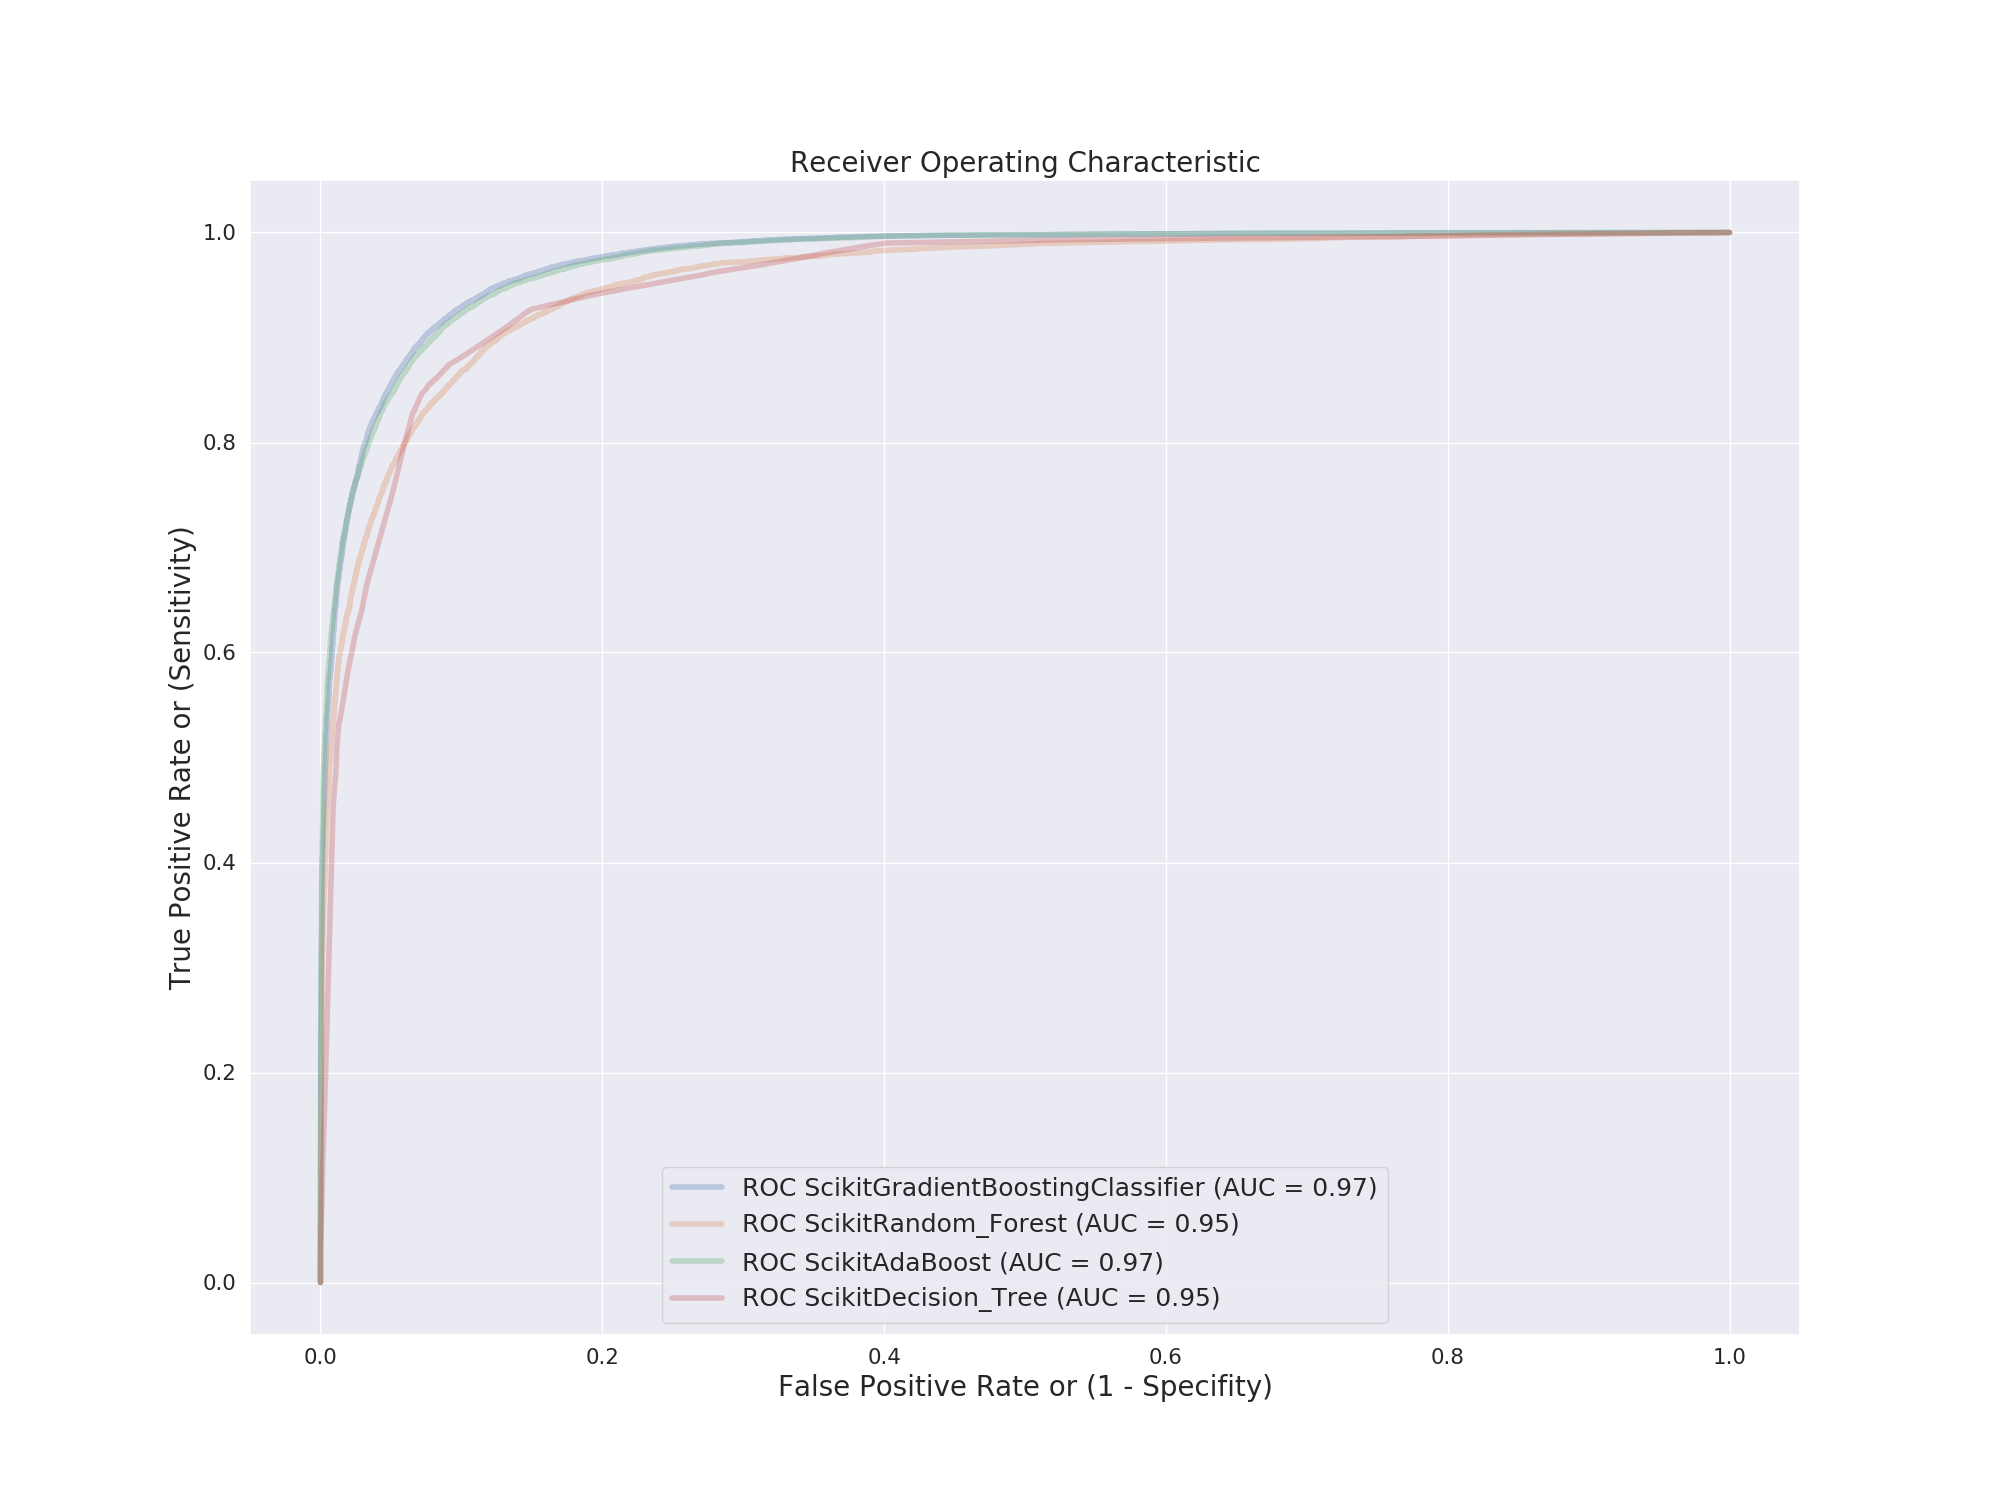 Receiver Operating Characteristic
1.0
0.8
0.6
0.4
0.2
0.0
True Positive Rate or (Sensitivity)
ROC ScikitGradientBoostingClassifier (AUC = 0.97)
ROC ScikitRandom_Forest (AUC = 0.95)
ROC ScikitAdaBoost (AUC = 0.97)
ROC ScikitDecision_Tree (AUC = 0.95)
0.0 0.2 0.4 0.6 0.8 1.0
False Positive Rate or (1 - Specifity)